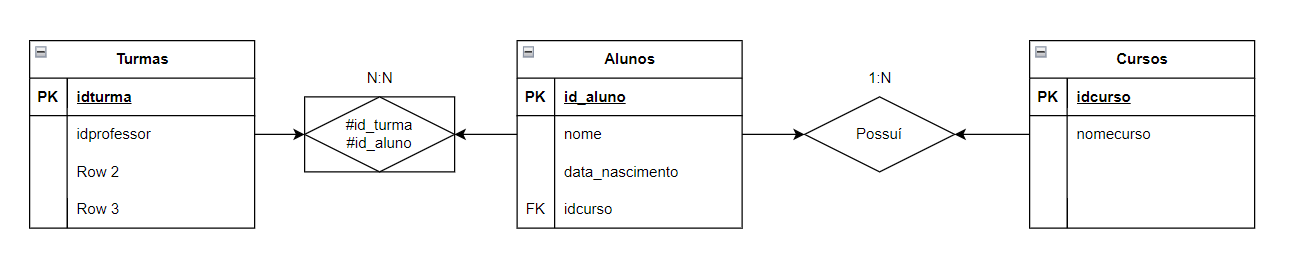 Turmas
PK idturma
idprofessor
Row 2
Row 3
N:N
#id_turma
#id_aluno
Alunos
PK id_aluno
nome
data_nascimento
FK idcurso
1:N
Possuí
Cursos
PK idcurso
nomecurso